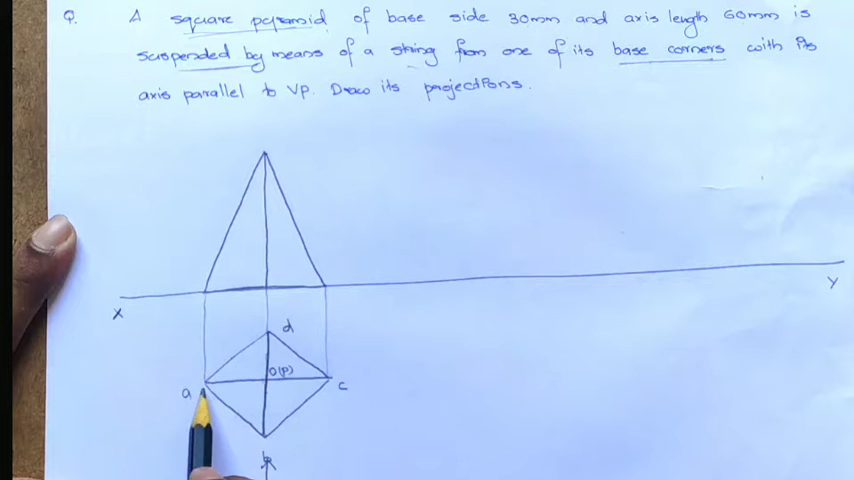 Q. A square pyramid of base side 30mm and axis length 60mm is
suspended by means of a string from one of its base corners with its
axis parallel to VP. Draw its projections.
X
Y
d
O(P)
a
c
b